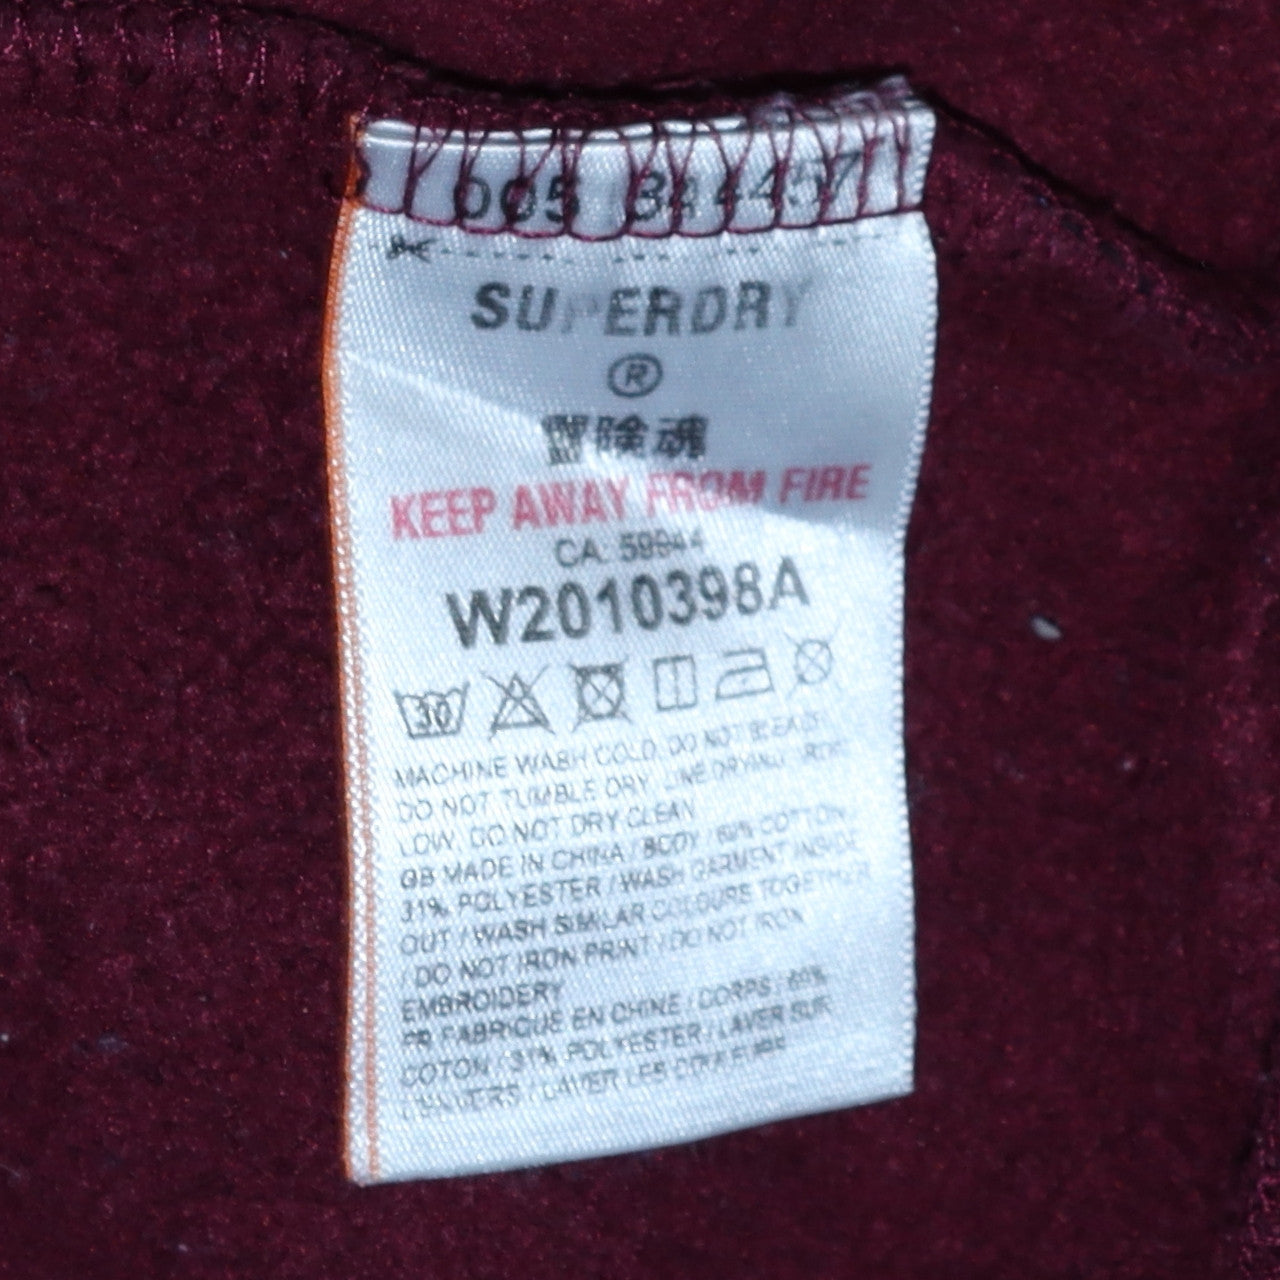 SUPERDRY
®
冒険魂
KEEP AWAY FROM FIRE
CA: 59944
W2010398A
30
MACHINE WASH COLD, DO NOT BLEACH,
DO NOT TUMBLE DRY, LINE DRYING, IRON
LOW, DO NOT DRY CLEAN
GB MADE IN CHINA / BODY / 69% COTTON,
31% POLYESTER / WASH GARMENT INSIDE
OUT / WASH SIMILAR COLOURS TOGETHER
/ DO NOT IRON PRINT / DO NOT IRON
EMBROIDERY
FR FABRIQUE EN CHINE / CORPS / 69%
COTON / 31% POLYESTER / LAVER SUR
L'ENVERS / LAVER LES COULEURS